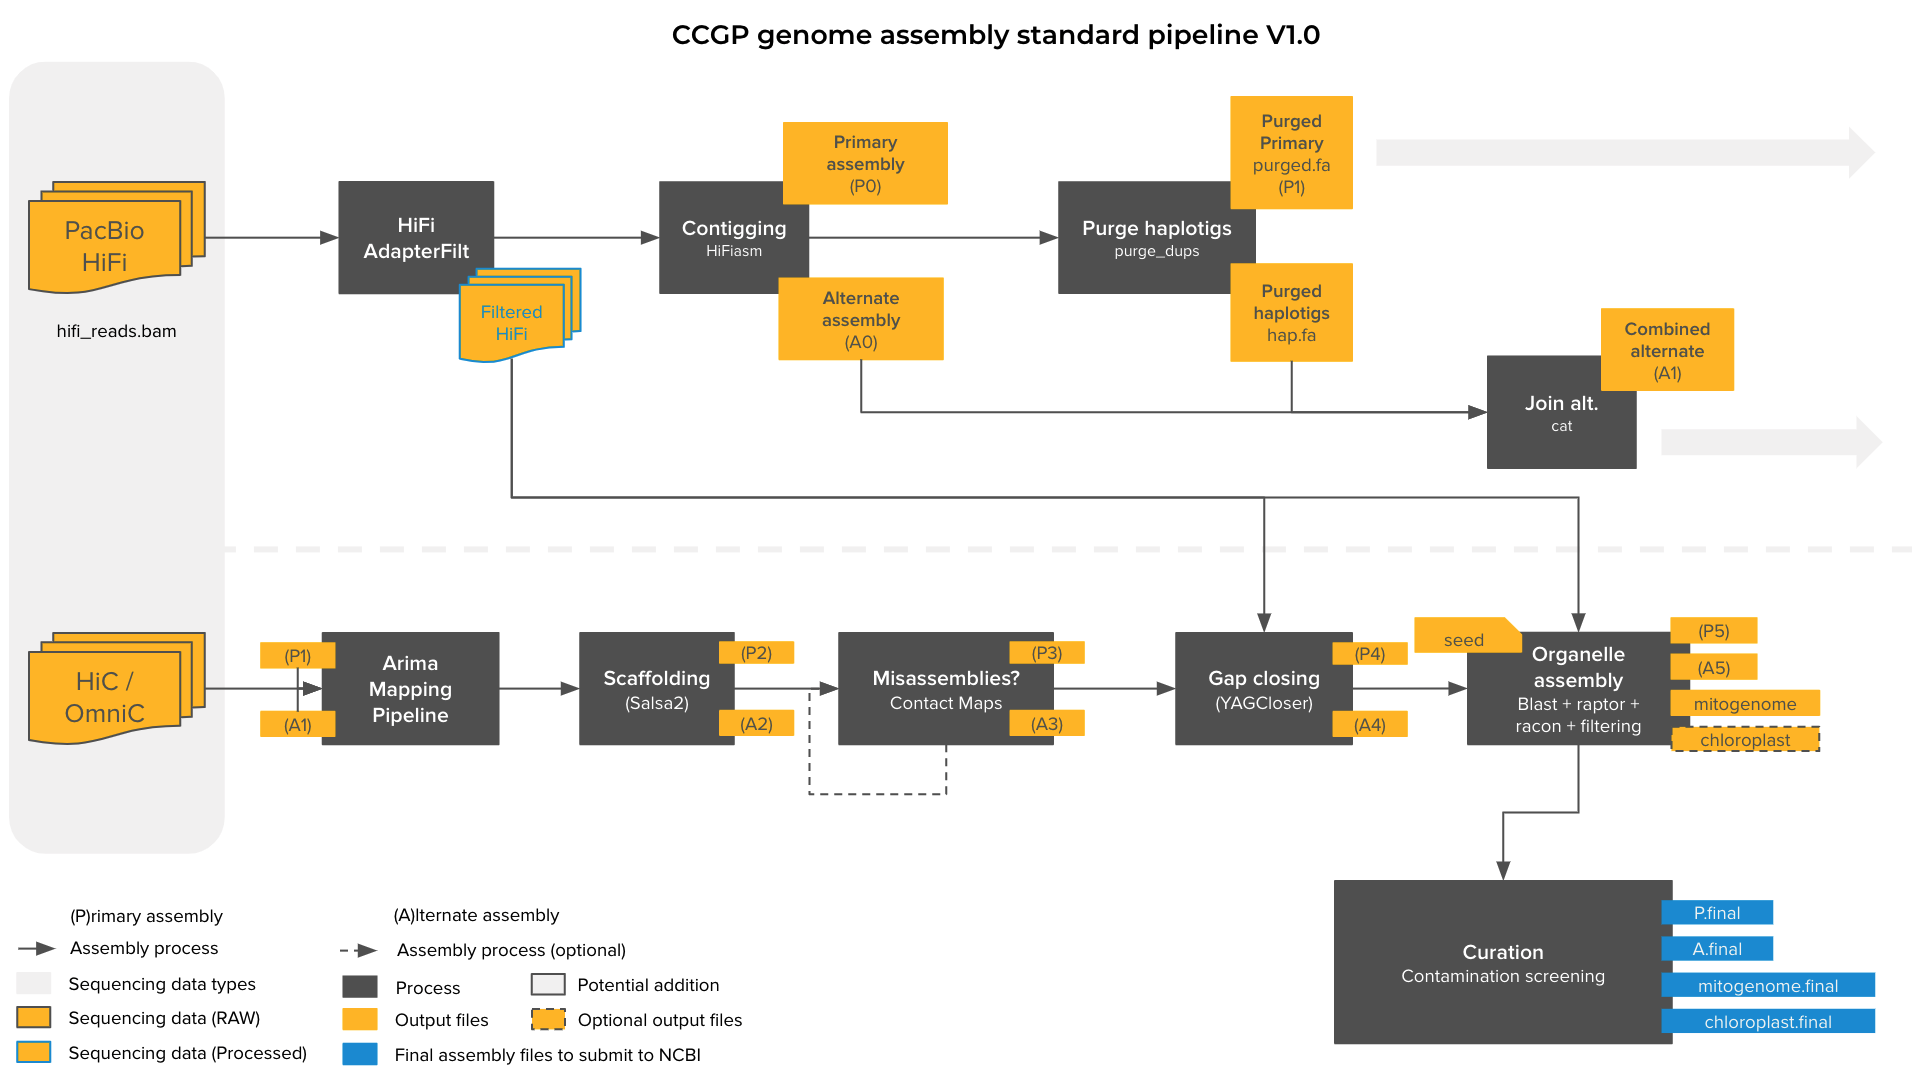 CCGP genome assembly standard pipeline V1.0
PacBio
HiFi
hifi_reads.bam
HiFi
AdapterFilt
Filtered
HiFi
Contigging
HiFiasm
Primary
assembly
(P0)
Alternate
assembly
(A0)
Purge haplotigs
purge_dups
Purged
Primary
purged.fa
(P1)
Purged
haplotigs
hap.fa
Join alt.
cat
Combined
alternate
(A1)
HiC /
OmniC
(P1)
(A1)
Arima
Mapping
Pipeline
Scaffolding
(Salsa2)
(P2)
(A2)
Misassemblies?
Contact Maps
(P3)
(A3)
Gap closing
(YAGCloser)
(P4)
(A4)
seed
Organelle
assembly
Blast + raptor +
racon + filtering
(P5)
(A5)
mitogenome
chloroplast
Curation
Contamination screening
P.final
A.final
mitogenome.final
chloroplast.final
(P)rimary assembly
(A)lternate assembly
Assembly process
Assembly process (optional)
Sequencing data types
Process
Potential addition
Sequencing data (RAW)
Output files
Optional output files
Sequencing data (Processed)
Final assembly files to submit to NCBI